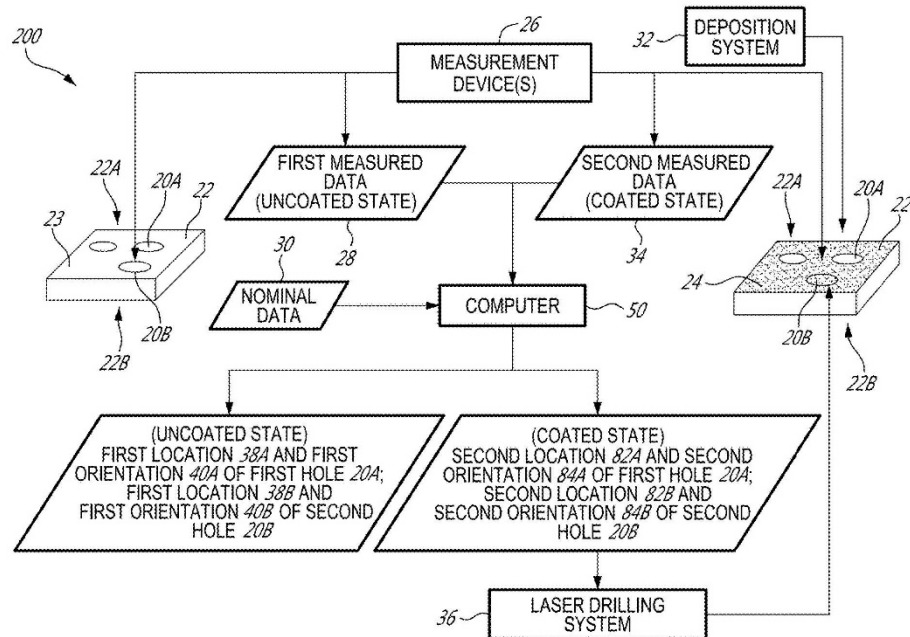 200
26
MEASUREMENT
DEVICE(S)
32
DEPOSITION
SYSTEM
FIRST MEASURED
DATA
(UNCOATED STATE)
28
SECOND MEASURED
DATA
(COATED STATE)
34
22A
22
20A
23
20B
22B
22A
20A
22
24
20B
22B
30
NOMINAL
DATA
COMPUTER
50
(UNCOATED STATE)
FIRST LOCATION 38A AND FIRST
ORIENTATION 40A OF FIRST HOLE 20A;
FIRST LOCATION 38B AND
FIRST ORIENTATION 40B OF SECOND
HOLE 20B
(COATED STATE)
SECOND LOCATION 82A AND SECOND
ORIENTATION 84A OF FIRST HOLE 20A;
SECOND LOCATION 82B AND
SECOND ORIENTATION 84B OF SECOND
HOLE 20B
36
LASER DRILLING
SYSTEM